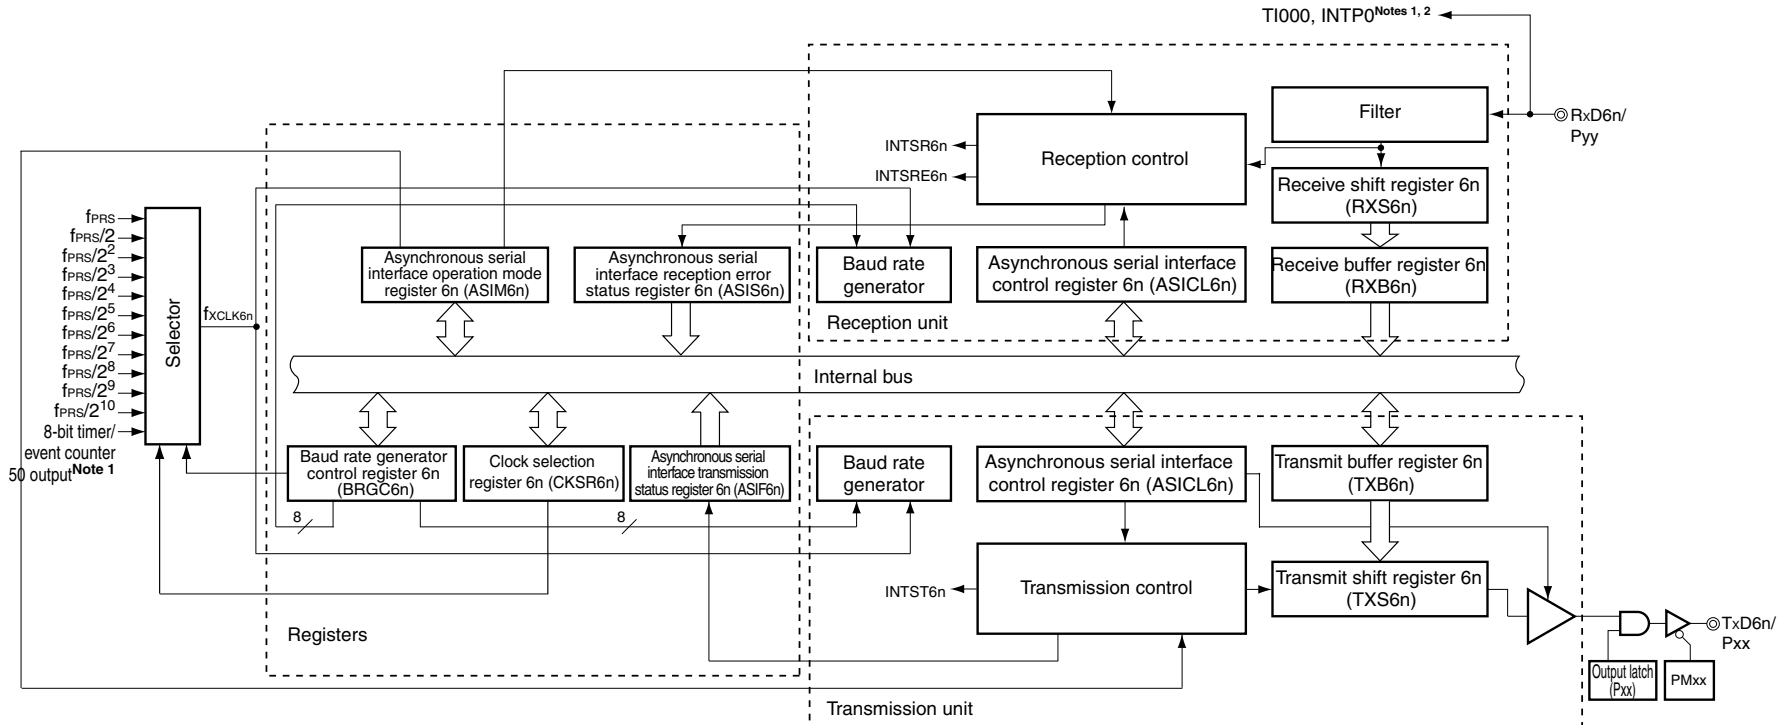 TI000, INTP0Notes 1, 2
Filter
RxD6n/
Pyy
INTSR6n
INTSRE6n
Reception control
Receive shift register 6n
(RXS6n)
fPRS
fPRS/2
fPRS/2²
fPRS/2³
fPRS/2⁴
fPRS/2⁵
fPRS/2⁶
fPRS/2⁷
fPRS/2⁸
fPRS/2⁹
fPRS/2¹⁰
8-bit timer/
event counter
50 outputNote 1
Selector
fXCLK6n
Asynchronous serial
interface operation mode
register 6n (ASIM6n)
Asynchronous serial
interface reception error
status register 6n (ASIS6n)
Baud rate
generator
Asynchronous serial interface
control register 6n (ASICL6n)
Receive buffer register 6n
(RXB6n)
Reception unit
Internal bus
Baud rate generator
control register 6n
(BRGC6n)
Clock selection
register 6n (CKSR6n)
Asynchronous serial
interface transmission
status register 6n (ASIF6n)
Baud rate
generator
Asynchronous serial interface
control register 6n (ASICL6n)
Transmit buffer register 6n
(TXB6n)
8
8
INTST6n
Transmission control
Transmit shift register 6n
(TXS6n)
Registers
TxD6n/
Pxx
Output latch
(Pxx)
PMxx
Transmission unit